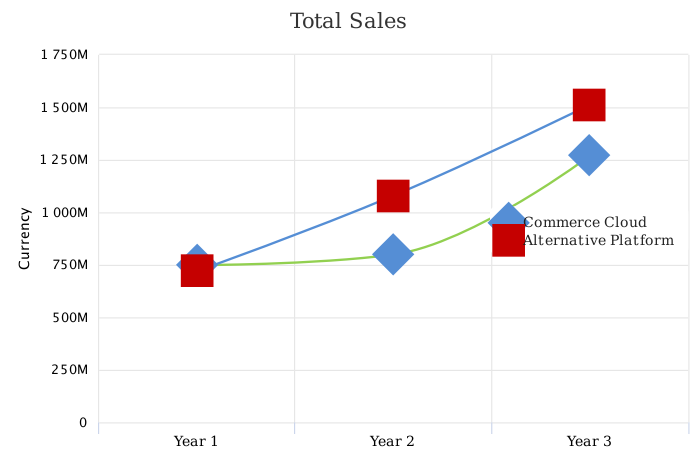 Total Sales
1 750M
1 500M
1 250M
1 000M
750M
500M
250M
0
Currency
Commerce Cloud
Alternative Platform
Year 1
Year 2
Year 3